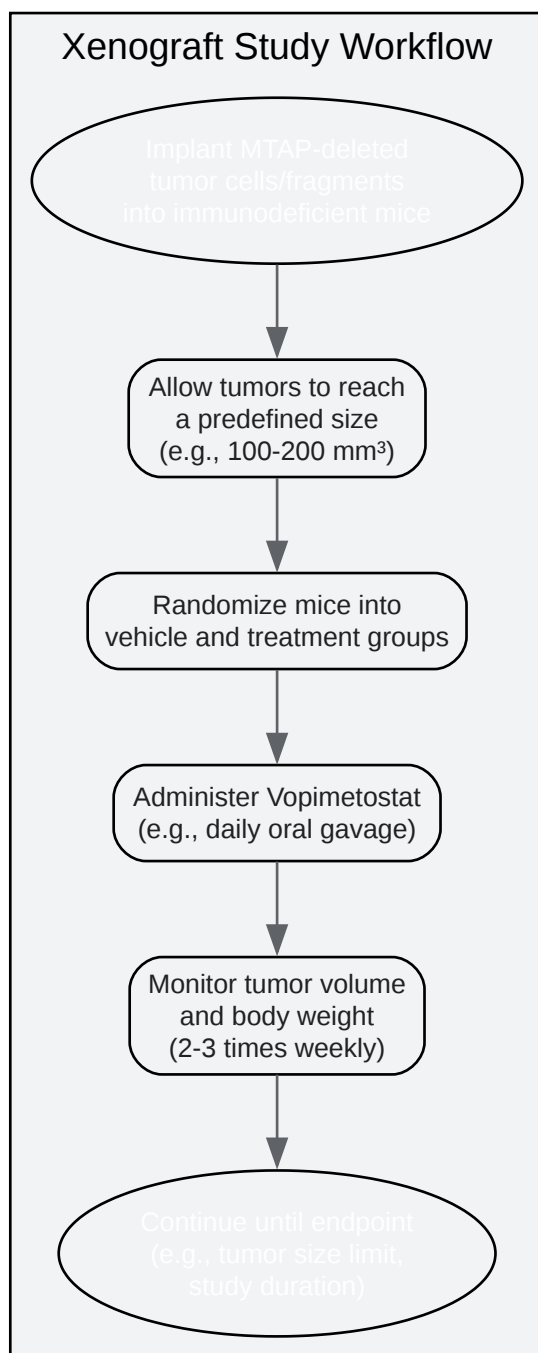 Xenograft Study Workflow
Implant MTAP-deleted
tumor cells/fragments
into immunodeficient mice
Allow tumors to reach
a predefined size
(e.g., 100-200 mm³)
Randomize mice into
vehicle and treatment groups
Administer Vopimetostat
(e.g., daily oral gavage)
Monitor tumor volume
and body weight
(2-3 times weekly)
Continue until endpoint
(e.g., tumor size limit,
study duration)